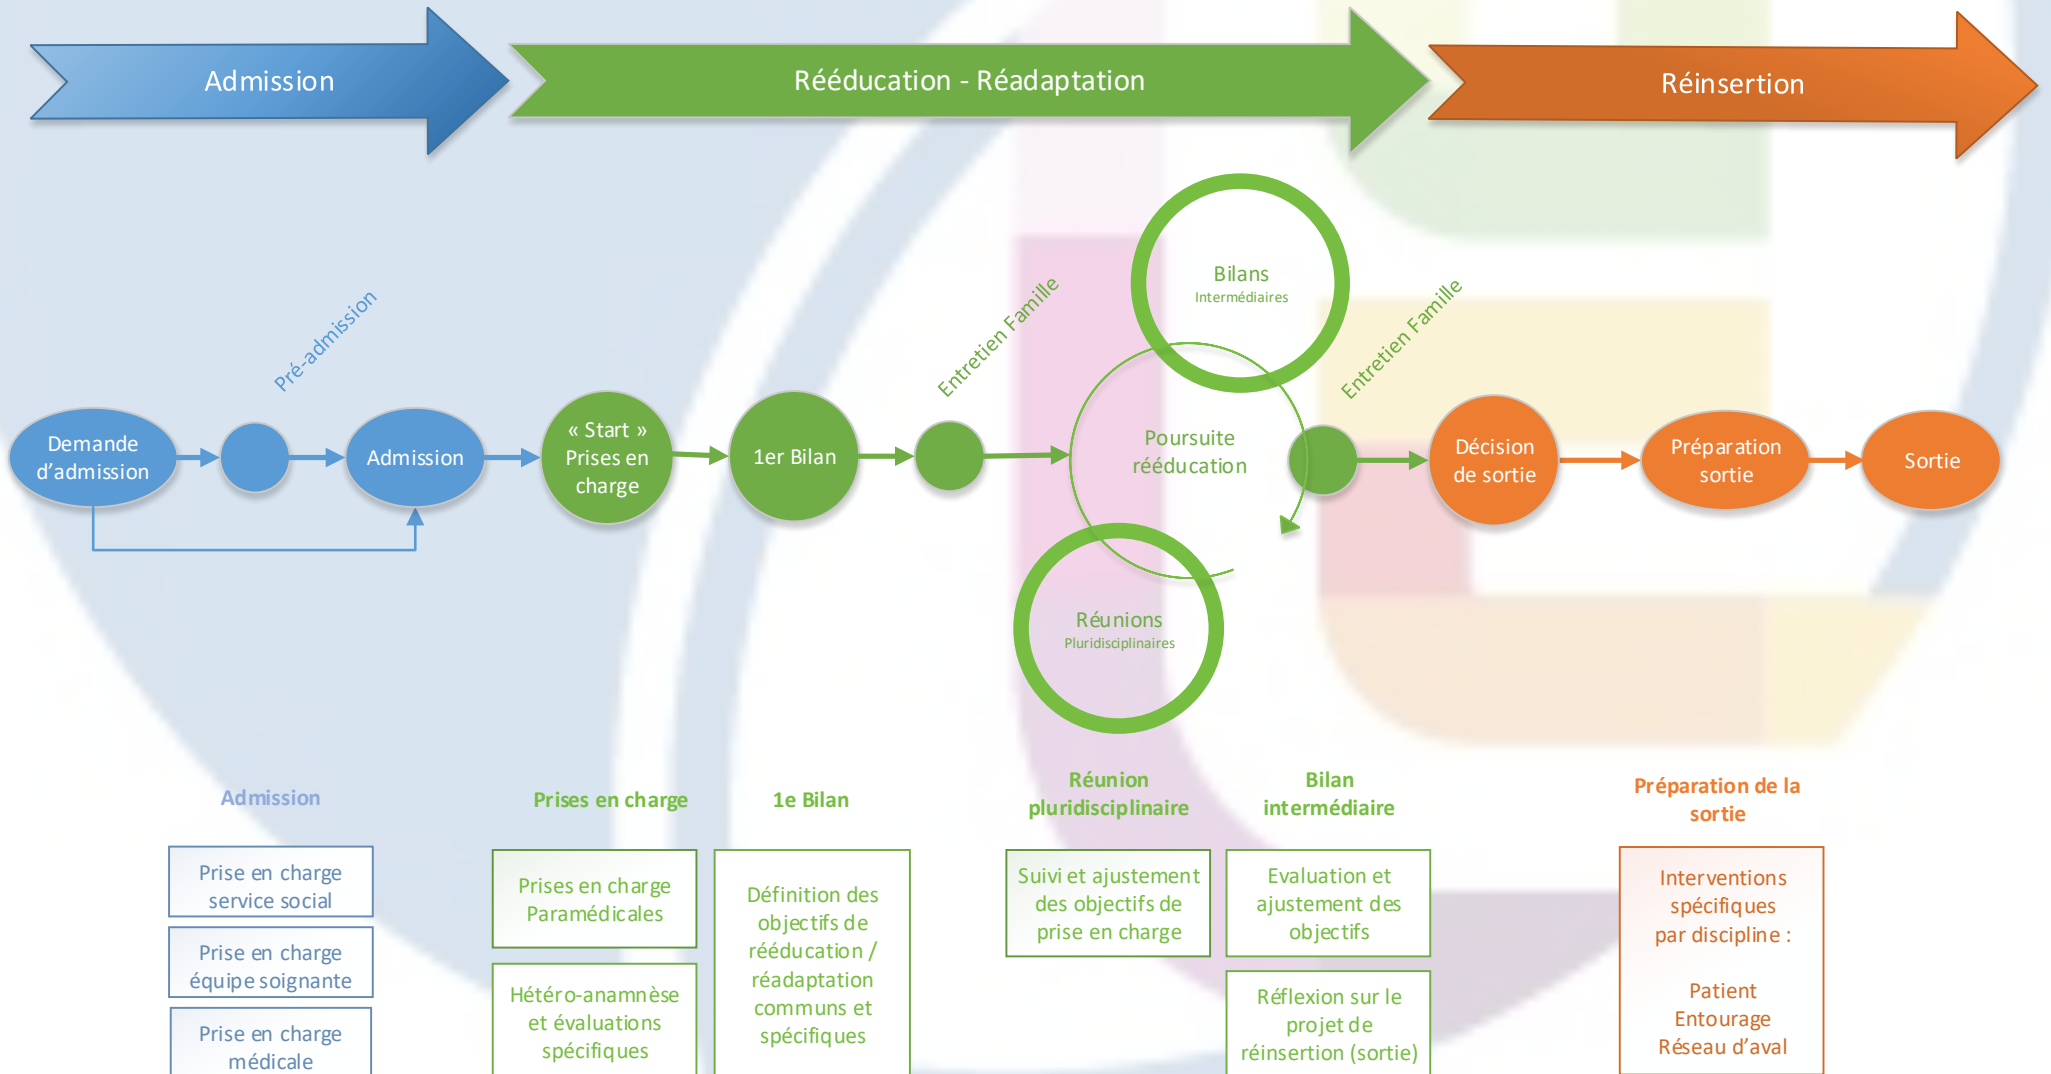 Admission
Rééducation - Réadaptation
Réinsertion
Pré-admission
Entretien Famille
Bilans
Intermédiaires
Entretien Famille
Demande
d'admission
Admission
« Start »
Prises en
charge
1er Bilan
Poursuite
rééducation
Décision
de sortie
Préparation
sortie
Sortie
Réunions
Pluridisciplinaires
Admission
Prise en charge
service social
Prise en charge
équipe soignante
Prise en charge
médicale
Prises en charge
Prises en charge
Paramédicales
Hétéro-anamnèse
et évaluations
spécifiques
1e Bilan
Définition des
objectifs de
rééducation /
réadaptation
communs et
spécifiques
Réunion
pluridisciplinaire
Suivi et ajustement
des objectifs de
prise en charge
Bilan
intermédiaire
Evaluation et
ajustement des
objectifs
Réflexion sur le
projet de
réinsertion (sortie)
Préparation de la
sortie
Interventions
spécifiques
par discipline :
Patient
Entourage
Réseau d'aval